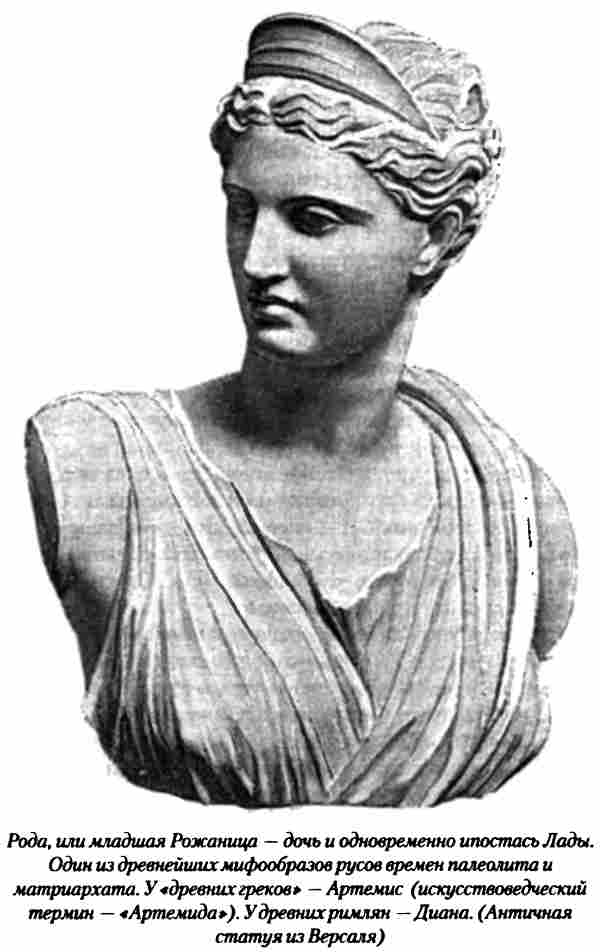 Рода, или младшая Рожаница — дочь и одновременно ипостась Лады.
Один из древнейших мифообразов русов времен палеолита и
матриархата. У «древних греков» — Артемис (искусствоведческий
термин — «Артемида»). У древних римлян — Диана. (Античная
статуя из Версаля)